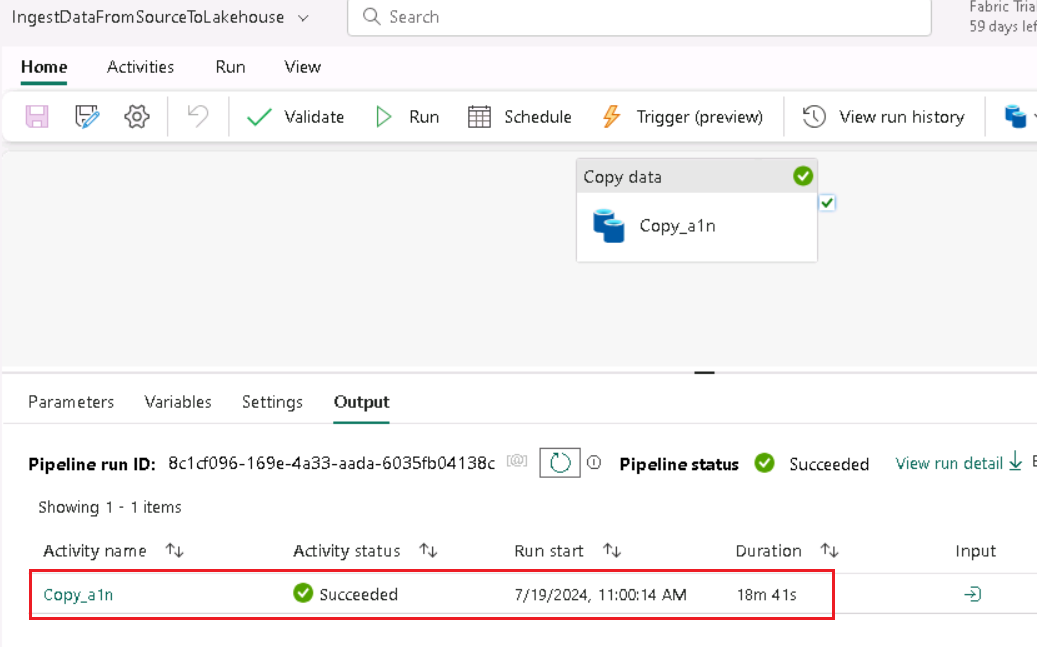 IngestDataFromSourceToLakehouse
Search
Fabric Trial
59 days left
Home Activities Run View
Validate Run Schedule Trigger (preview) View run history
Copy data
Copy_a1n
Parameters Variables Settings Output
Pipeline run ID: 8c1cf096-169e-4a33-aada-6035fb04138c [@] Pipeline status Succeeded View run detail
Showing 1 - 1 items
Activity name Activity status Run start Duration Input
Copy_a1n Succeeded 7/19/2024, 11:00:14 AM 18m 41s